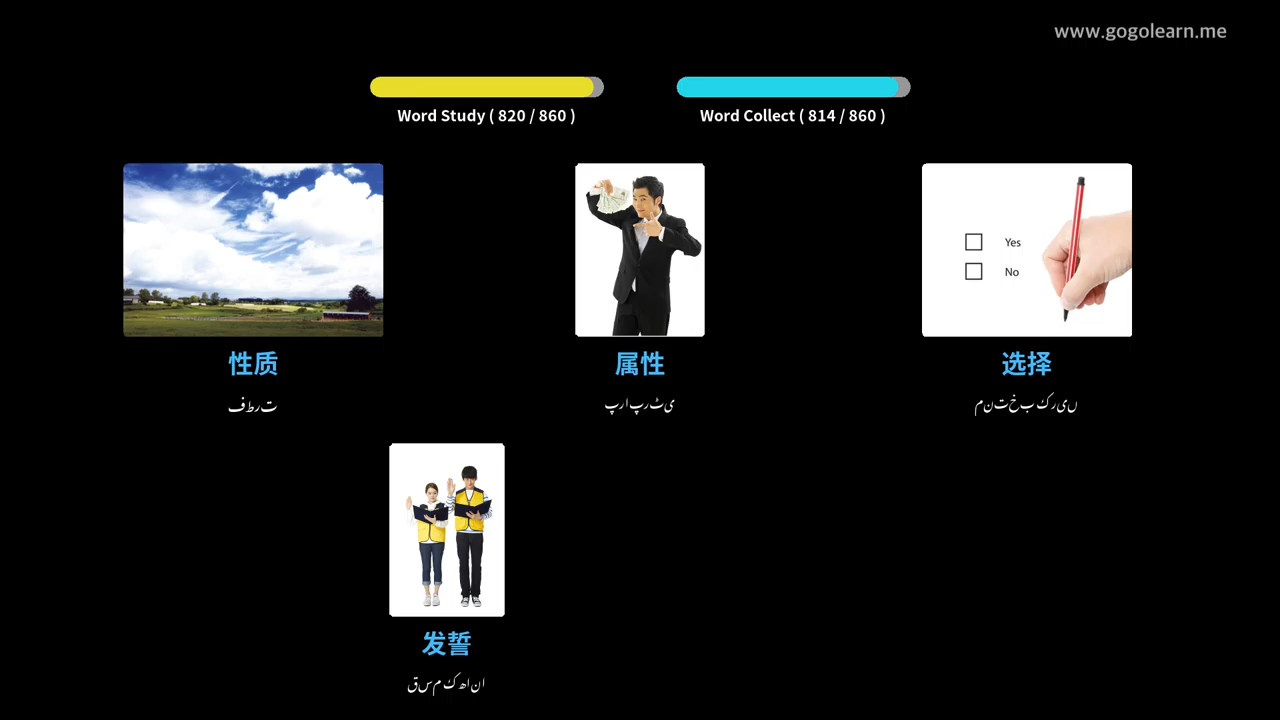 www.gogolearn.me
Word Study ( 820 / 860 )
Word Collect ( 814 / 860 )
Yes
No
性质
属性
选择
فطرت
پراپرٹی
منتخب کریں
发誓
قسم کھانا